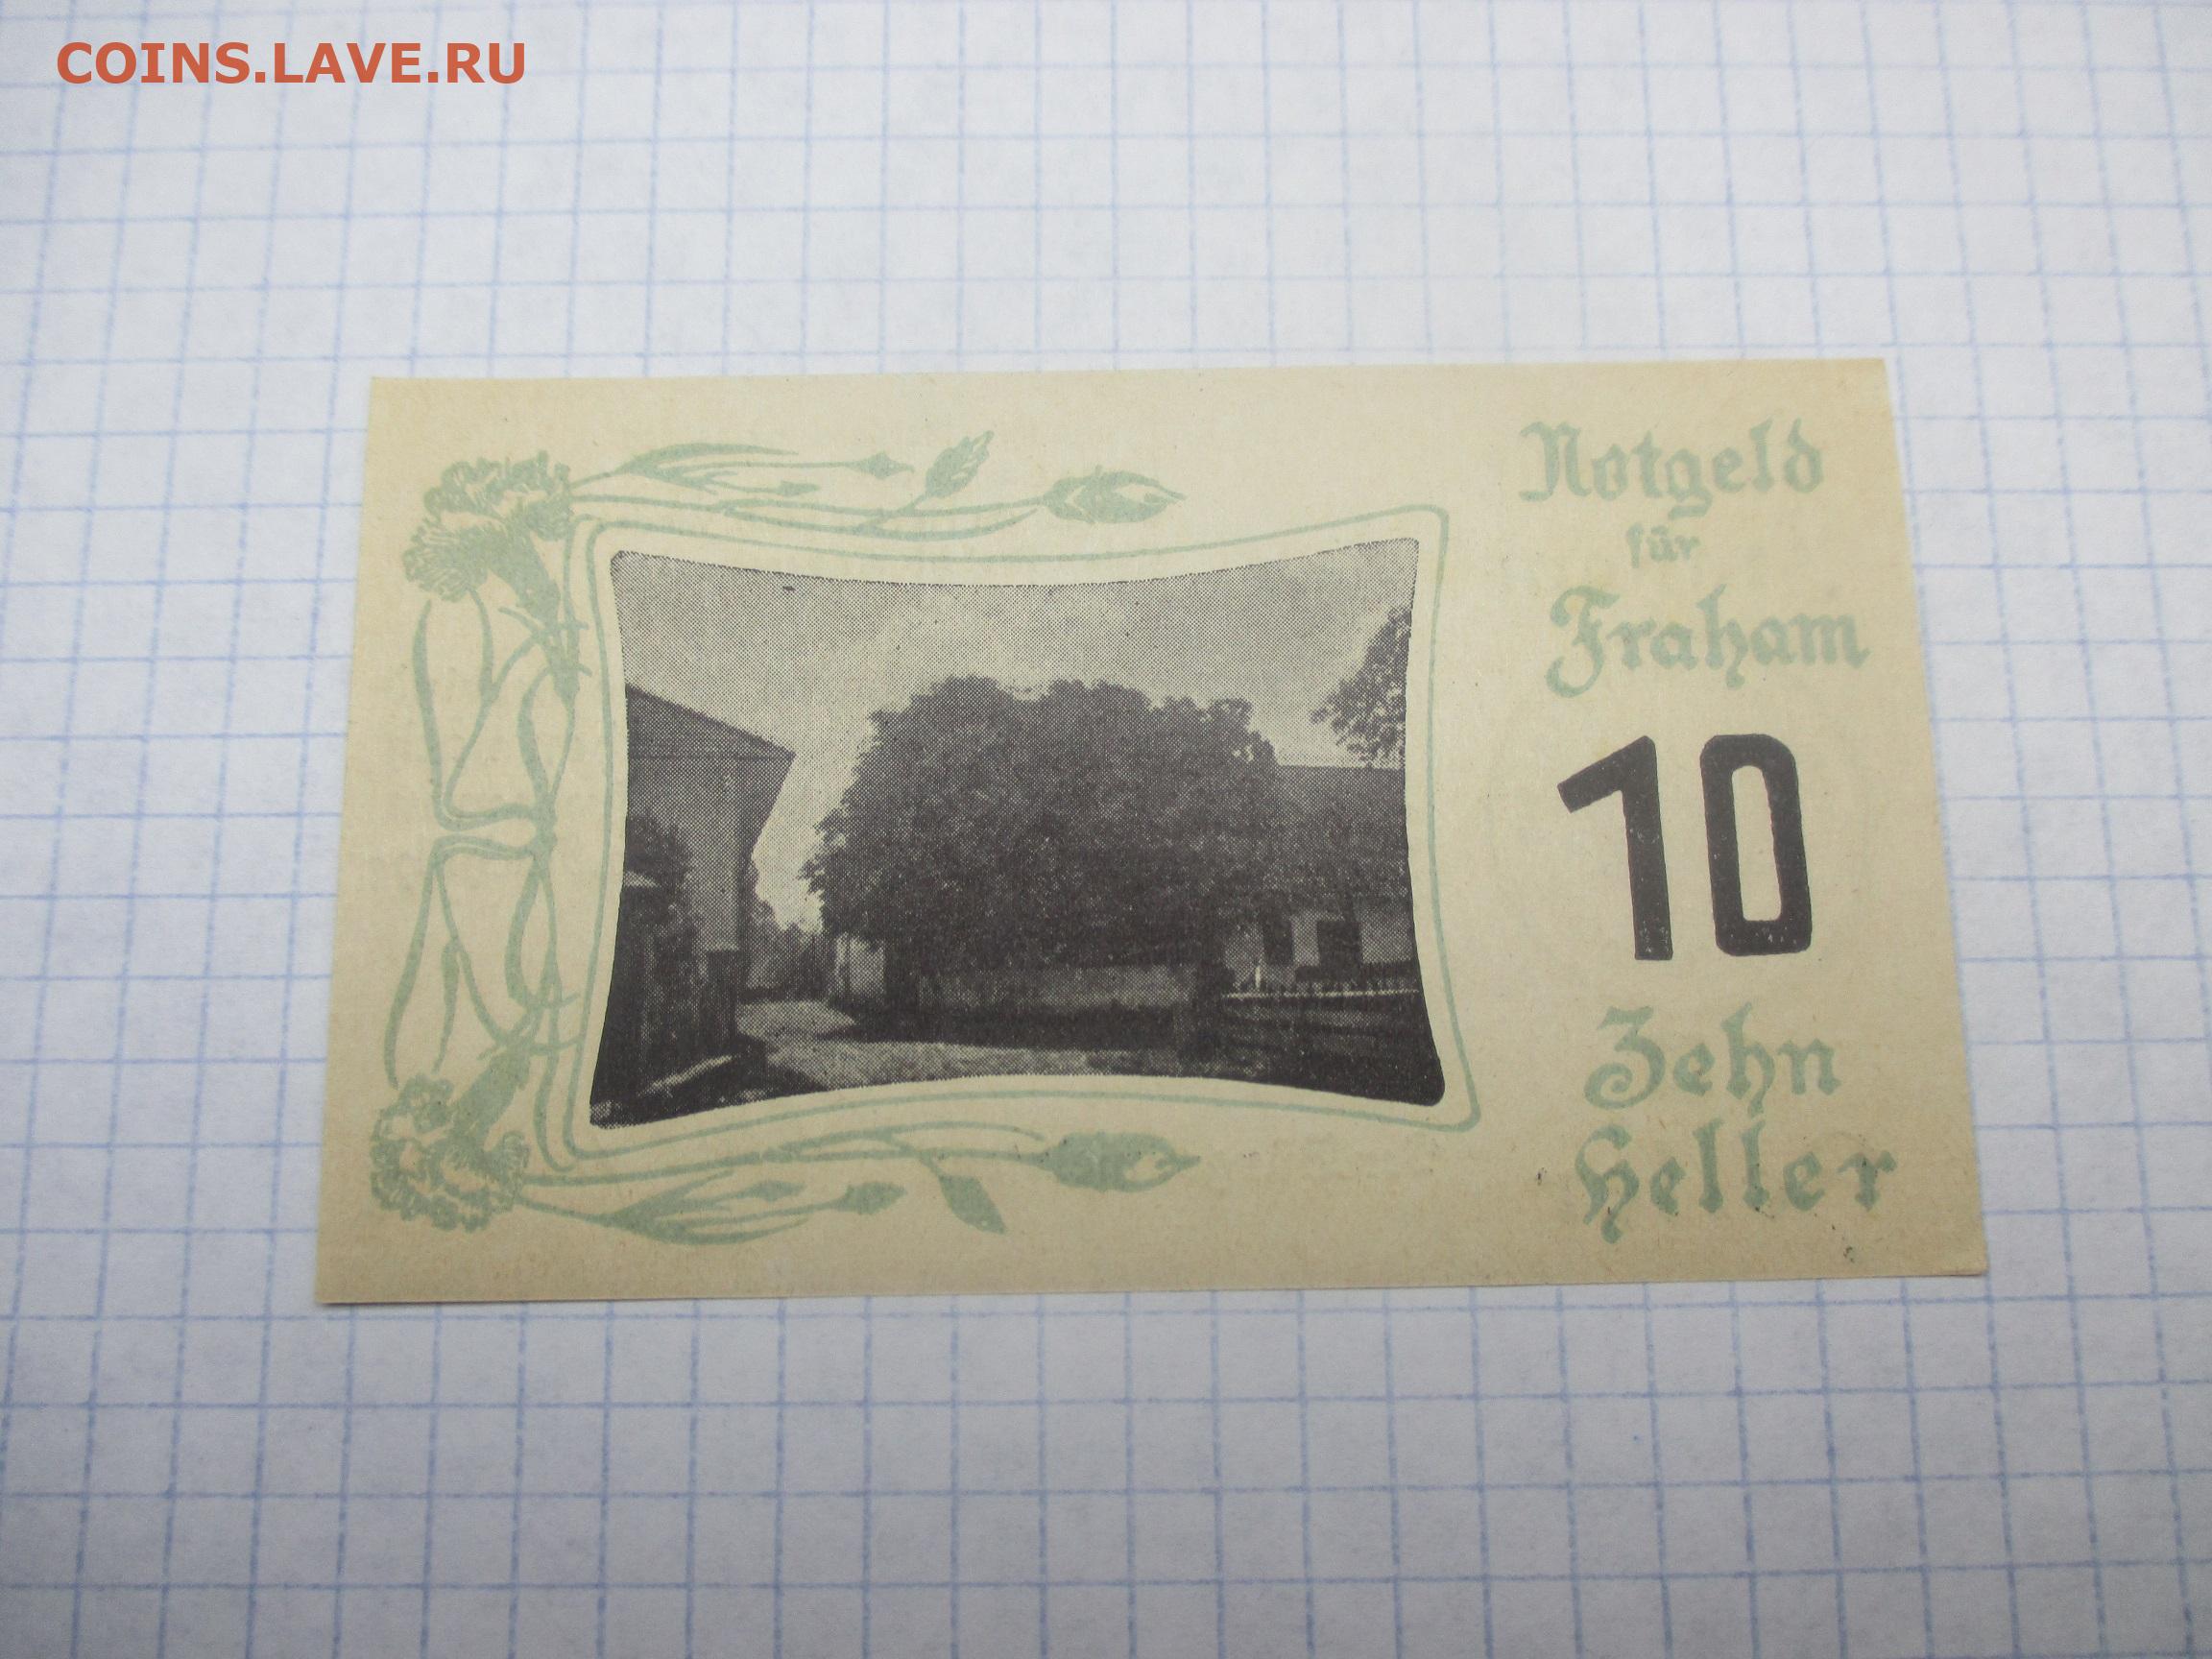 COINS.LAVE.RU
Notgeld
für
Fraham
10
Zehn
Heller